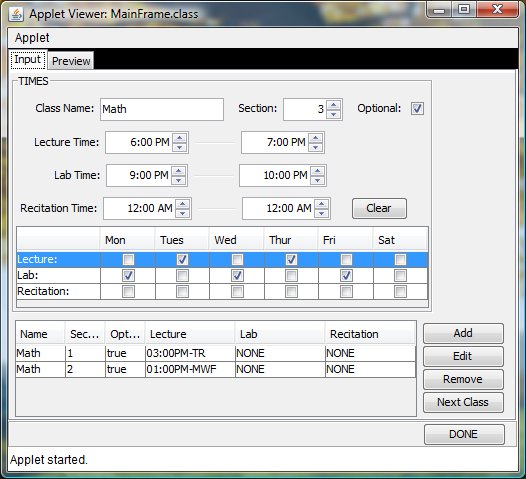 Applet Viewer: MainFrame.class
Applet
Input Preview
TIMES
Class Name: Math Section: 3 Optional:
Lecture Time: 6:00 PM 7:00 PM
Lab Time: 9:00 PM 10:00 PM
Recitation Time: 12:00 AM 12:00 AM Clear
Mon Tues Wed Thur Fri Sat
Lecture:
Lab:
Recitation:
Name Sec... Opt... Lecture Lab Recitation
Math 1 true 03:00PM-TR NONE NONE
Math 2 true 01:00PM-MWF NONE NONE
Add
Edit
Remove
Next Class
DONE
Applet started.